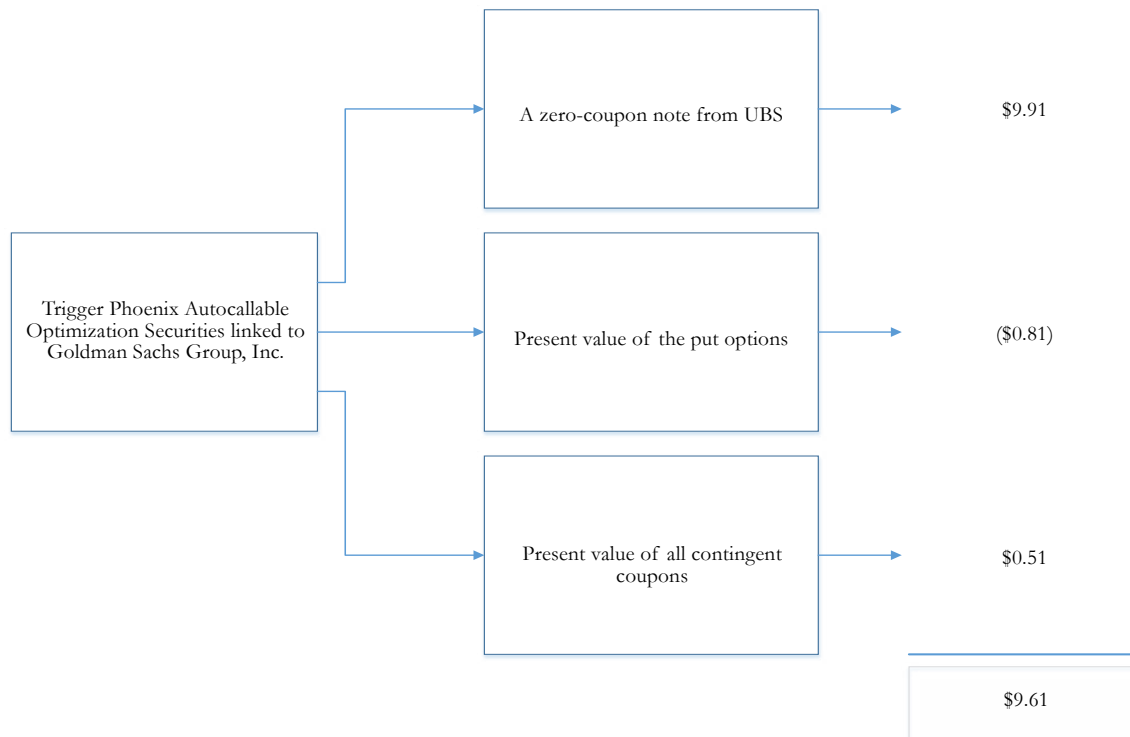 A zero-coupon note from UBS
$9.91
Trigger Phoenix Autocallable
Optimization Securities linked to
Goldman Sachs Group, Inc.
Present value of the put options
($0.81)
Present value of all contingent
coupons
$0.51
$9.61